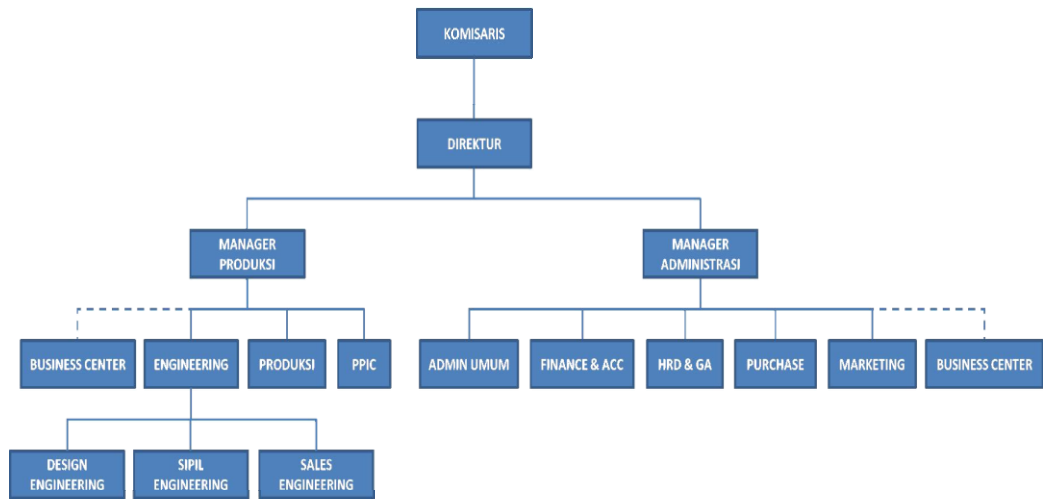 KOMISARIS
DIREKTUR
MANAGER
PRODUKSI
MANAGER
ADMINISTRASI
BUSINESS CENTER
ENGINEERING
PRODUKSI
PPIC
ADMIN UMUM
FINANCE & ACC
HRD & GA
PURCHASE
MARKETING
BUSINESS CENTER
DESIGN
ENGINEERING
SIPIL
ENGINEERING
SALES
ENGINEERING